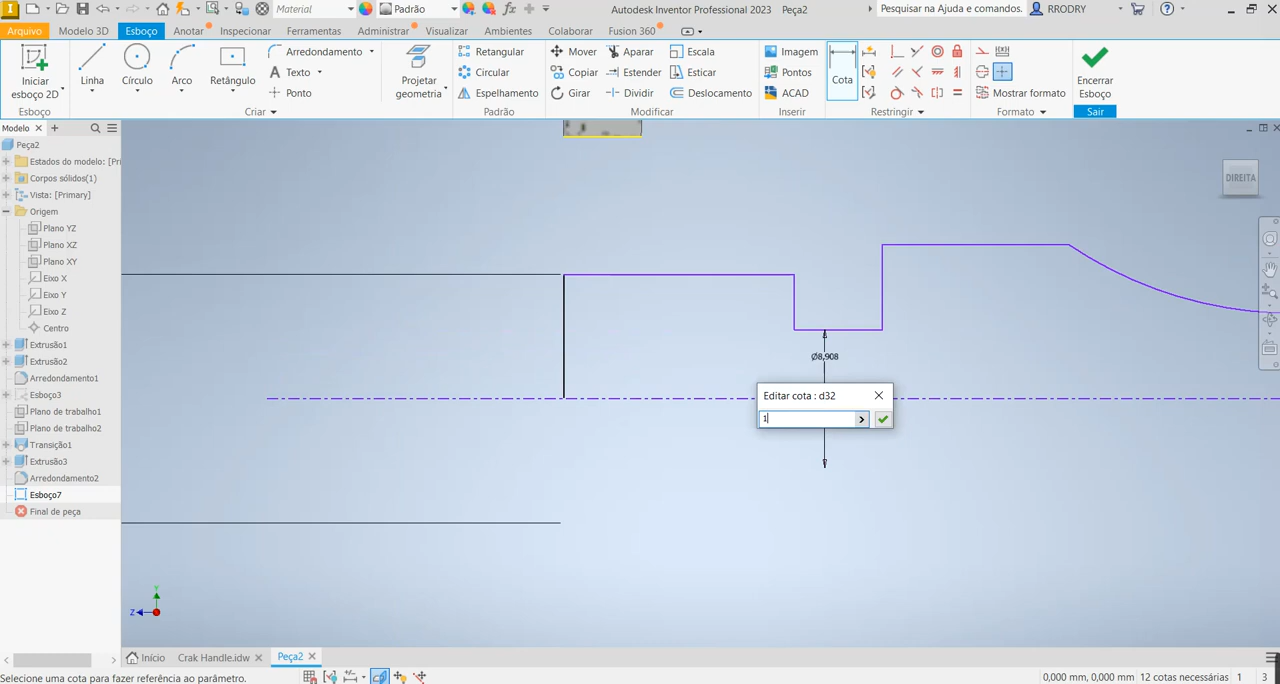 Material
Padrão
Autodesk Inventor Professional 2023
Peça2
Pesquisar na Ajuda e comandos.
RRODRY
Arquivo
Modelo 3D
Esboço
Anotar
Inspecionar
Ferramentas
Administrar
Visualizar
Ambientes
Colaborar
Fusion 360
Iniciar
esboço 2D
Linha
Círculo
Arco
Retângulo
Arredondamento
Texto
Ponto
Projetar
geometria
Retangular
Circular
Espelhamento
Mover
Copiar
Girar
Aparar
Estender
Dividir
Escala
Esticar
Deslocamento
Imagem
Pontos
ACAD
Cota
Mostrar formato
Encerrar
Esboço
Esboço
Criar
Padrão
Modificar
Inserir
Restringir
Formato
Sair
Modelo
Peça2
Estados do modelo: [Pri
Corpos sólidos(1)
Vista: [Primary]
Origem
Plano YZ
Plano XZ
Plano XY
Eixo X
Eixo Y
Eixo Z
Centro
Extrusão1
Extrusão2
Arredondamento1
Esboço3
Plano de trabalho1
Plano de trabalho2
Transição1
Extrusão3
Arredondamento2
Esboço7
Final de peça
DIREITA
Ø8,908
Editar cota : d32
1
Y
Z
Início
Crak Handle.idw
Peça2
Selecione uma cota para fazer referência ao parâmetro.
0,000 mm, 0,000 mm
12 cotas necessárias
1
3